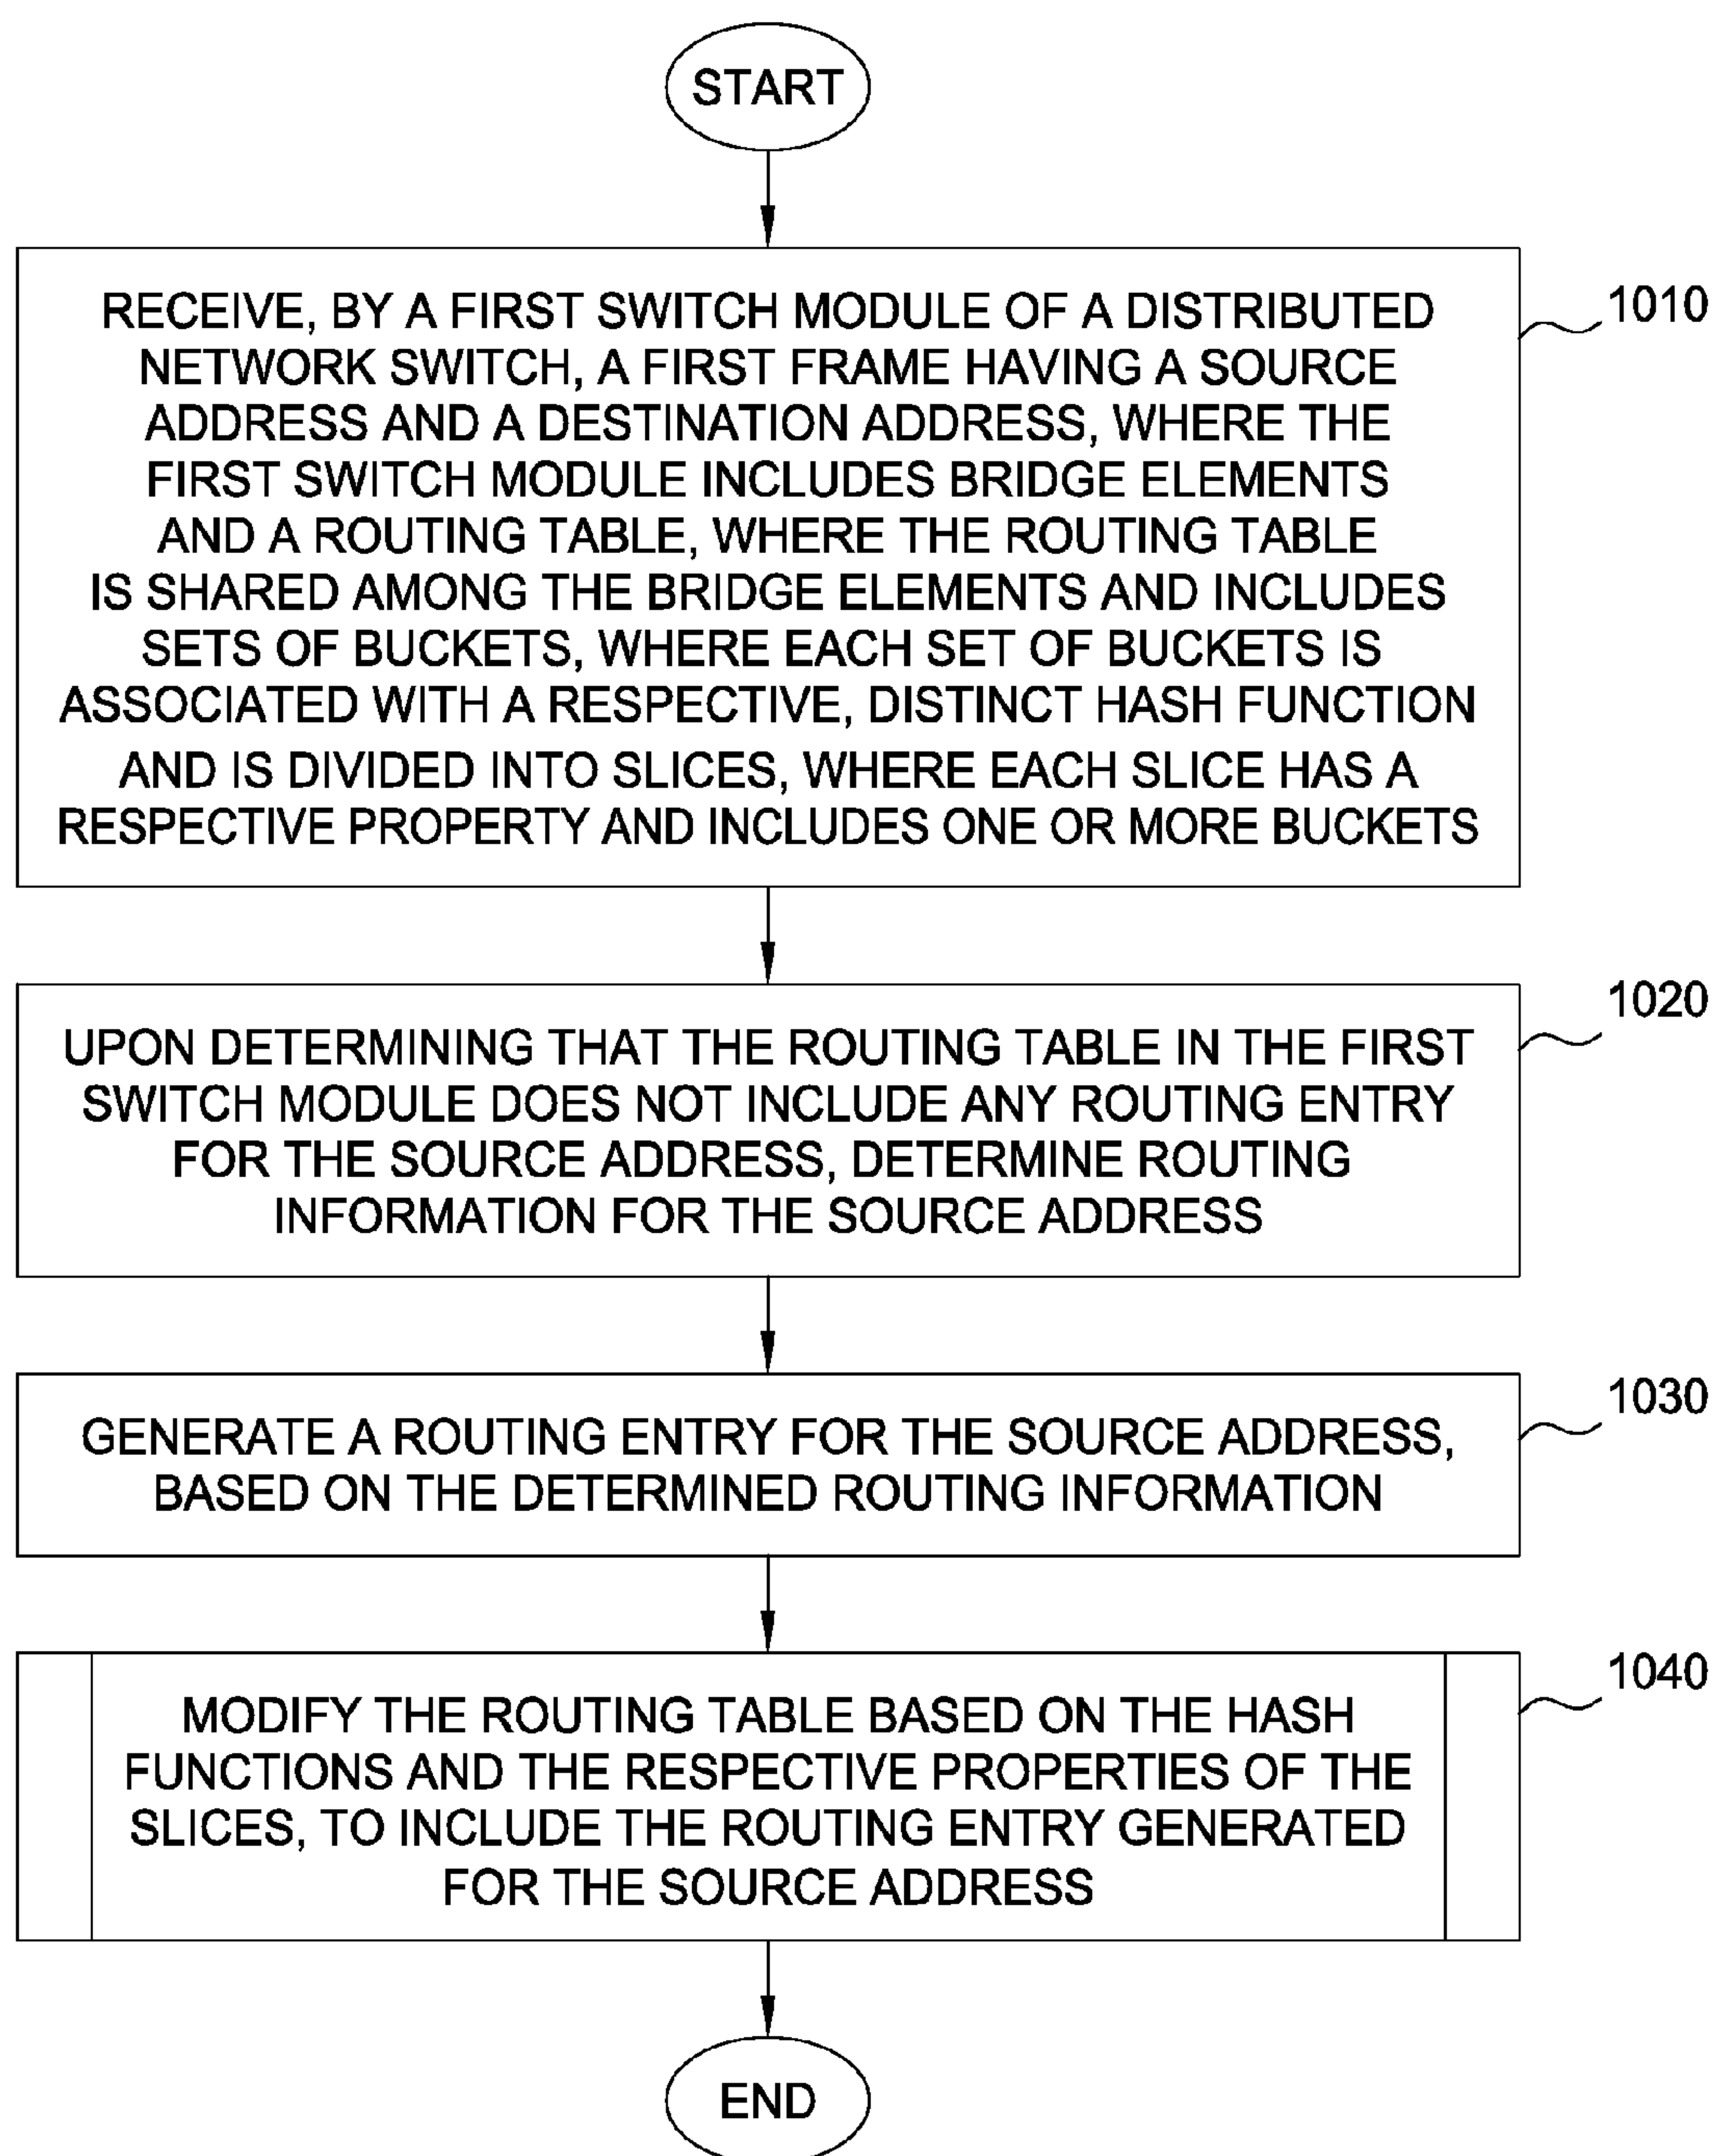 START
RECEIVE, BY A FIRST SWITCH MODULE OF A DISTRIBUTED
NETWORK SWITCH, A FIRST FRAME HAVING A SOURCE
ADDRESS AND A DESTINATION ADDRESS, WHERE THE
FIRST SWITCH MODULE INCLUDES BRIDGE ELEMENTS
AND A ROUTING TABLE, WHERE THE ROUTING TABLE
IS SHARED AMONG THE BRIDGE ELEMENTS AND INCLUDES
SETS OF BUCKETS, WHERE EACH SET OF BUCKETS IS
ASSOCIATED WITH A RESPECTIVE, DISTINCT HASH FUNCTION
AND IS DIVIDED INTO SLICES, WHERE EACH SLICE HAS A
RESPECTIVE PROPERTY AND INCLUDES ONE OR MORE BUCKETS
1010
UPON DETERMINING THAT THE ROUTING TABLE IN THE FIRST
SWITCH MODULE DOES NOT INCLUDE ANY ROUTING ENTRY
FOR THE SOURCE ADDRESS, DETERMINE ROUTING
INFORMATION FOR THE SOURCE ADDRESS
1020
GENERATE A ROUTING ENTRY FOR THE SOURCE ADDRESS,
BASED ON THE DETERMINED ROUTING INFORMATION
1030
MODIFY THE ROUTING TABLE BASED ON THE HASH
FUNCTIONS AND THE RESPECTIVE PROPERTIES OF THE
SLICES, TO INCLUDE THE ROUTING ENTRY GENERATED
FOR THE SOURCE ADDRESS
1040
END